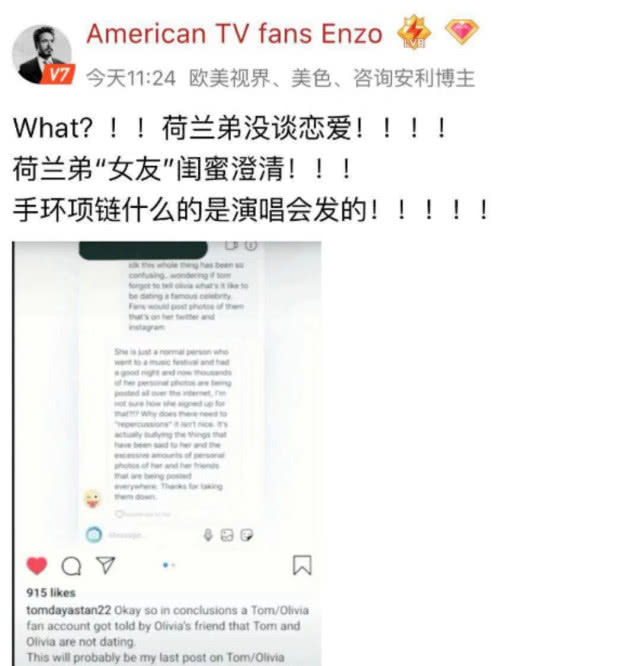 American TV fans Enzo
LV8
V7
今天11:24 欧美视界、美色、咨询安利博主
What？！！荷兰弟没谈恋爱！！！！
荷兰弟“女友”闺蜜澄清！！！
手环项链什么的是演唱会发的！！！！！
idk this whole thing has been so
confusing.. wondering if tom
forgot to tell olivia what's it like to
be dating a famous celebrity.
Fans would post photos of them
that's on her twitter and
instagram
She is just a normal person who
went to a music festival and had
a good night and now thousands
of her personal photos are being
posted all over the internet, I'm
not sure how she signed up for
that?!? Why does there need to
"repercussions" it isn't nice. It's
actually bullying the things that
have been said to her and the
excessive amounts of personal
photos of her and her friends
that are being posted
everywhere. Thanks for taking
them down.
Message...
915 likes
tomdayastan22 Okay so in conclusions a Tom/Olivia
fan account got told by Olivia's friend that Tom and
Olivia are not dating.
This will probably be my last post on Tom/Olivia